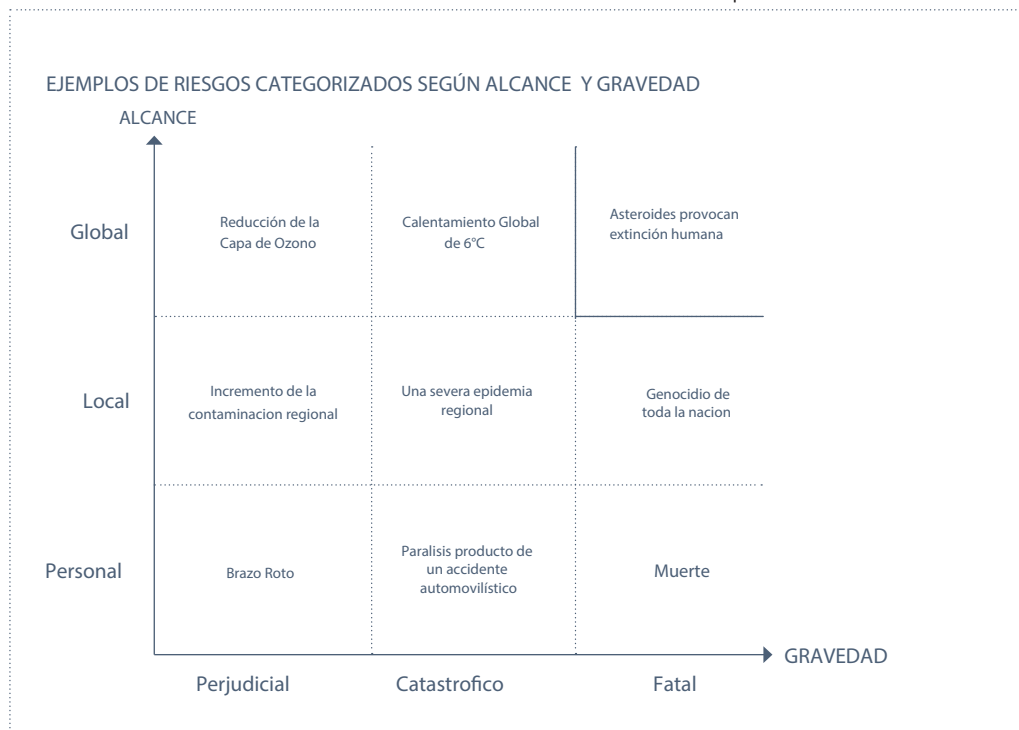 EJEMPLOS DE RIESGOS CATEGORIZADOS SEGÚN ALCANCE Y GRAVEDAD
ALCANCE
Global
Reducción de la
Capa de Ozono
Calentamiento Global
de 6°C
Asteroides provocan
extinción humana
Local
Incremento de la
contaminacion regional
Una severa epidemia
regional
Genocidio de
toda la nacion
Personal
Brazo Roto
Paralisis producto de
un accidente
automovilístico
Muerte
GRAVEDAD
Perjudicial
Catastrofico
Fatal